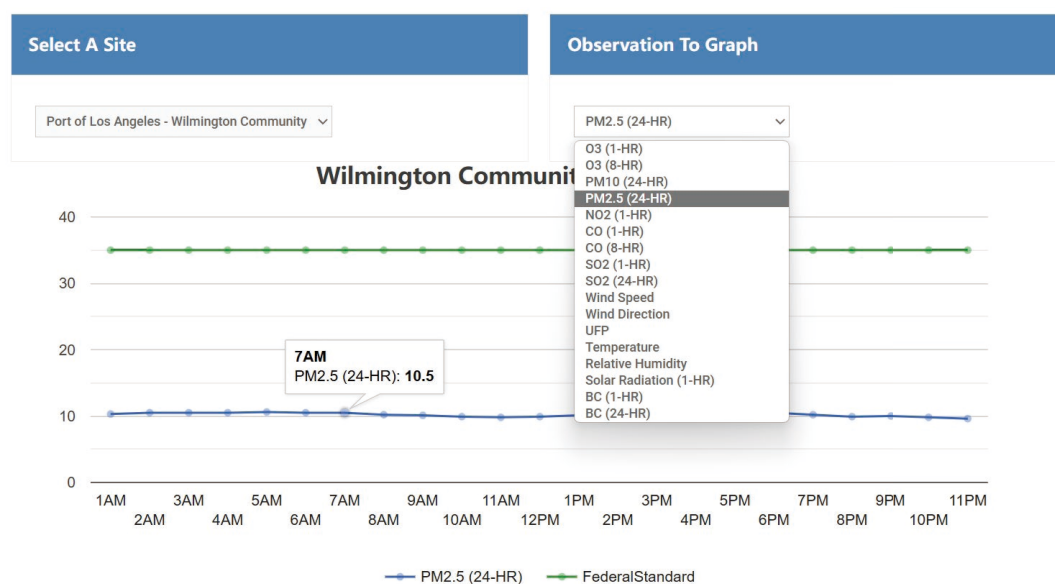 Select A Site
Observation To Graph
Port of Los Angeles - Wilmington Community
PM2.5 (24-HR)
O3 (1-HR)
O3 (8-HR)
PM10 (24-HR)
PM2.5 (24-HR)
NO2 (1-HR)
CO (1-HR)
CO (8-HR)
SO2 (1-HR)
SO2 (24-HR)
Wind Speed
Wind Direction
UFP
Temperature
Relative Humidity
Solar Radiation (1-HR)
BC (1-HR)
BC (24-HR)
Wilmington
40
30
20
10
0
7AM
PM2.5 (24-HR): 10.5
1AM 3AM 5AM 7AM 9AM 11AM 1PM 3PM 5PM 7PM 9PM 11PM
2AM 4AM 6AM 8AM 10AM 12PM 2PM 4PM 6PM 8PM 10PM
PM2.5 (24-HR) FederalStandard